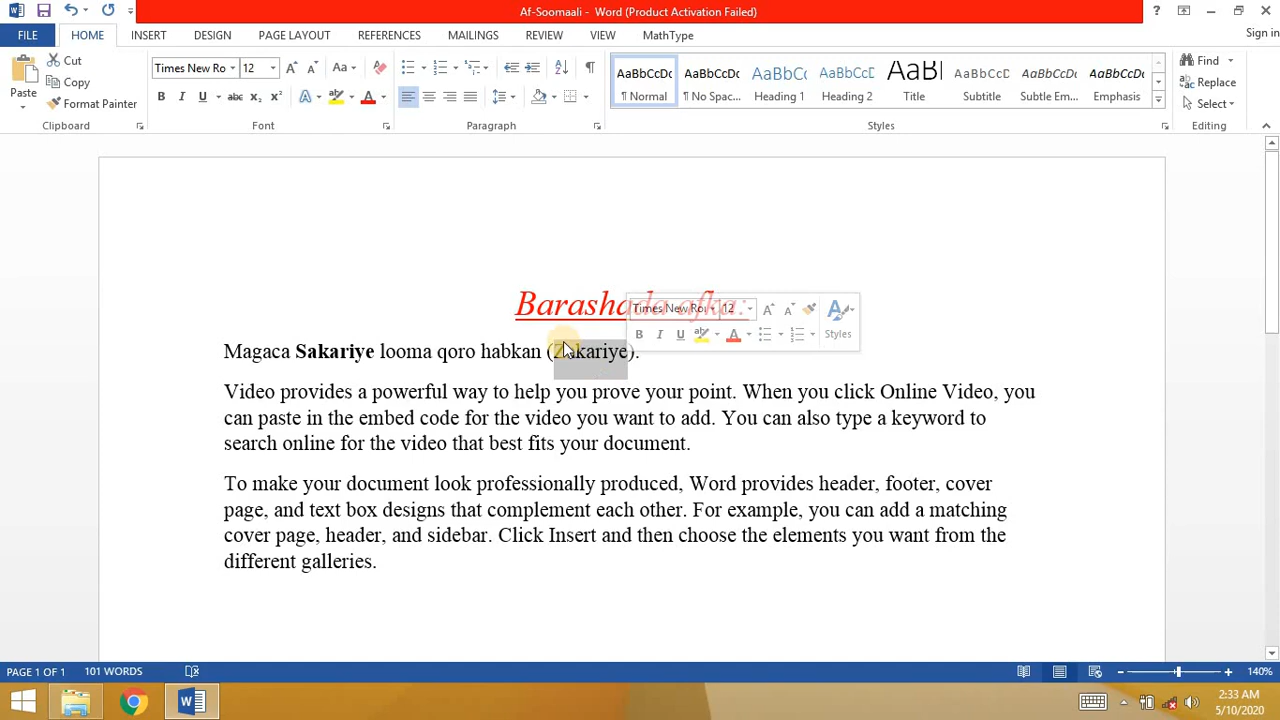 Af-Soomaali - Word (Product Activation Failed)
Sign in
FILE HOME INSERT DESIGN PAGE LAYOUT REFERENCES MAILINGS REVIEW VIEW MathType
Paste
Cut
Copy
Format Painter
Clipboard
Times New Ro 12
Font
Paragraph
AaBbCcDc AaBbCcDc AaBbCc AaBbCcD AaBb AaBbCcD AaBbCcDc AaBbCcDc
¶ Normal ¶ No Spac... Heading 1 Heading 2 Title Subtitle Subtle Em... Emphasis
Styles
Find
Replace
Select
Editing
Barashada afka:
Times New Ror 12
Styles
Magaca Sakariye looma qoro habkan (Zakariye).
Video provides a powerful way to help you prove your point. When you click Online Video, you
can paste in the embed code for the video you want to add. You can also type a keyword to
search online for the video that best fits your document.
To make your document look professionally produced, Word provides header, footer, cover
page, and text box designs that complement each other. For example, you can add a matching
cover page, header, and sidebar. Click Insert and then choose the elements you want from the
different galleries.
PAGE 1 OF 1 101 WORDS
140%
2:33 AM
5/10/2020